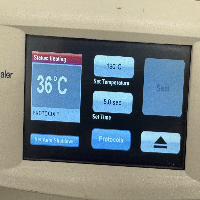 Status: Heating
36°C
Set Temperature
5.0 sec
Set Time
Seal
aler
Protocols